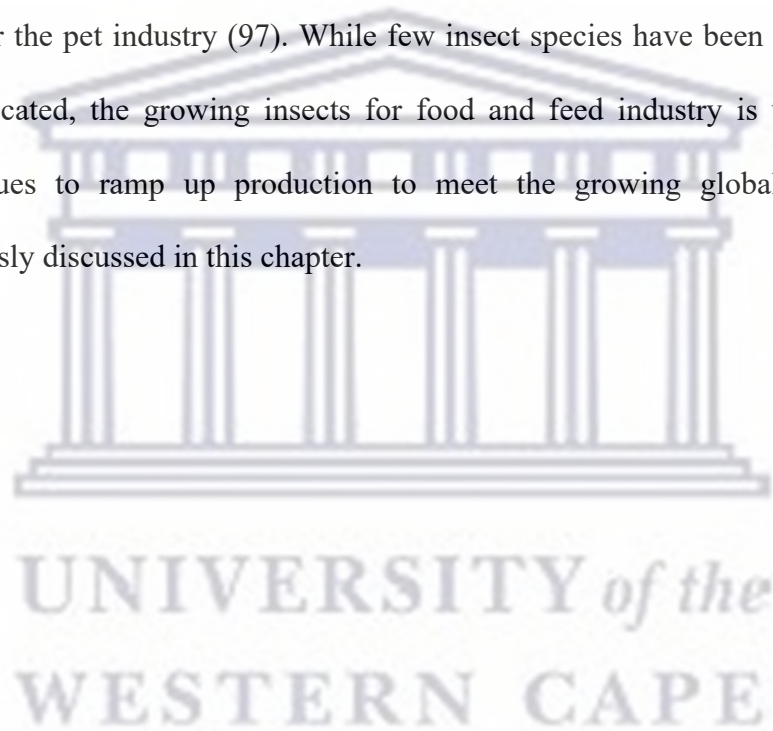 r the pet industry (97). While few insect species have been
cated, the growing insects for food and feed industry is
ues to ramp up production to meet the growing global
sly discussed in this chapter.
UNIVERSITY of the
WESTERN CAPE